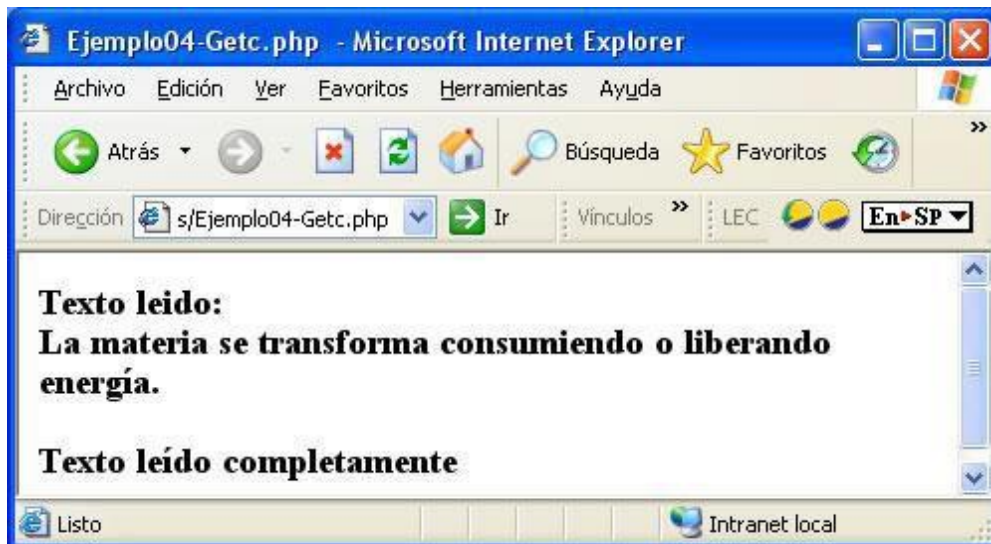 Ejemplo04-Getc.php - Microsoft Internet Explorer
Archivo Edición Ver Favoritos Herramientas Ayuda
Atrás Búsqueda Favoritos »
Dirección s/Ejemplo04-Getc.php Ir Vínculos » LEC En▸SP
Texto leido:
La materia se transforma consumiendo o liberando
energía.
Texto leído completamente
Listo Intranet local